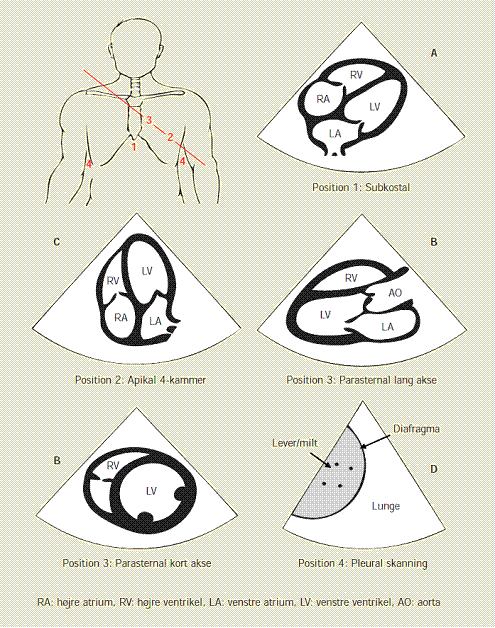 3
2
1
4
4
A
RV
RA
LV
LA
Position 1: Subkostal
C
RV
LV
RA
LA
Position 2: Apikal 4-kammer
B
RV
AO
LV
LA
Position 3: Parasternal lang akse
B
RV
LV
Position 3: Parasternal kort akse
Lever/milt
Diafragma
D
Lunge
Position 4: Pleural skanning
RA: højre atrium, RV: højre ventrikel, LA: venstre atrium, LV: venstre ventrikel, AO: aorta